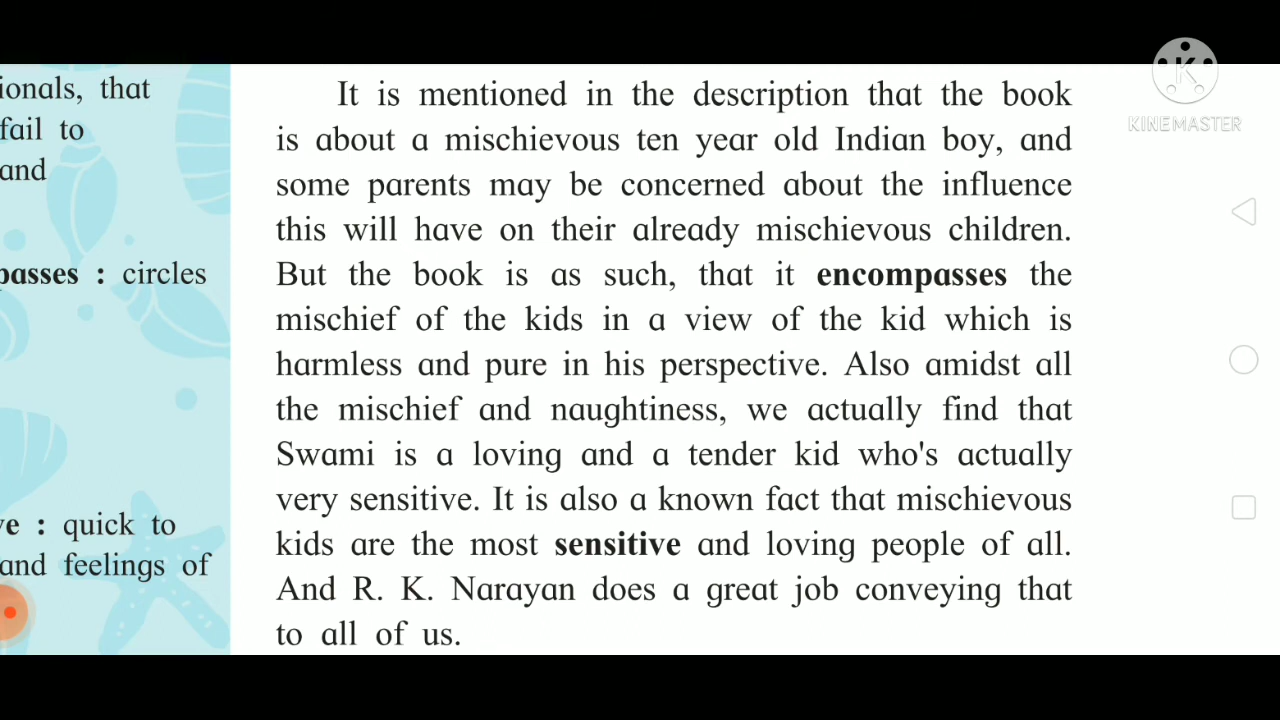 ionals, that
fail to
and
passes : circles
ve : quick to
and feelings of
It is mentioned in the description that the book
is about a mischievous ten year old Indian boy, and
some parents may be concerned about the influence
this will have on their already mischievous children.
But the book is as such, that it encompasses the
mischief of the kids in a view of the kid which is
harmless and pure in his perspective. Also amidst all
the mischief and naughtiness, we actually find that
Swami is a loving and a tender kid who's actually
very sensitive. It is also a known fact that mischievous
kids are the most sensitive and loving people of all.
And R. K. Narayan does a great job conveying that
to all of us.
K
KINEMASTER